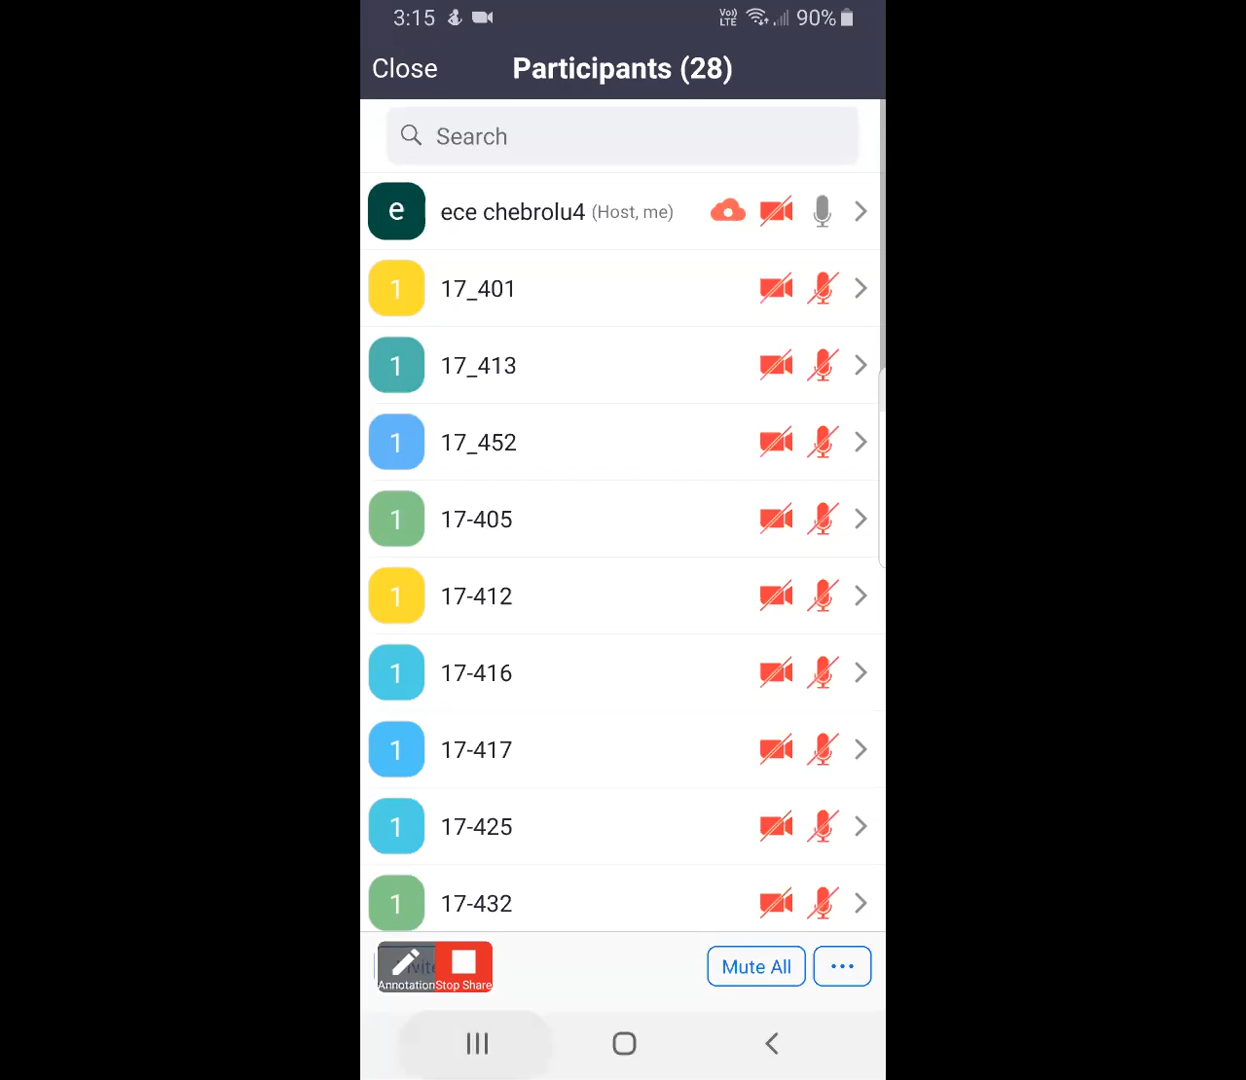 3:15 Vo)) LTE 90%
Close Participants (28)
Search
e ece chebrolu4 (Host, me)
1 17_401
1 17_413
1 17_452
1 17-405
1 17-412
1 17-416
1 17-417
1 17-425
1 17-432
Annotation Stop Share Mute All ...